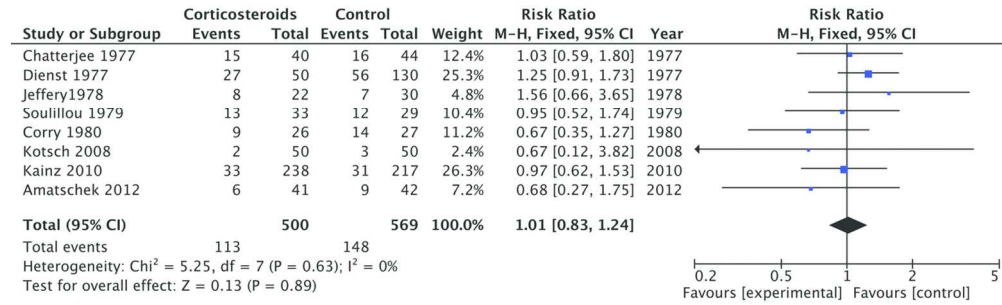 Corticosteroids Control Risk Ratio Risk Ratio
Study or Subgroup Events Total Events Total Weight M-H, Fixed, 95% CI Year M-H, Fixed, 95% CI
Chatterjee 1977 15 40 16 44 12.4% 1.03 [0.59, 1.80] 1977
Dienst 1977 27 50 56 130 25.3% 1.25 [0.91, 1.73] 1977
Jeffery1978 8 22 7 30 4.8% 1.56 [0.66, 3.65] 1978
Soulillou 1979 13 33 12 29 10.4% 0.95 [0.52, 1.74] 1979
Corry 1980 9 26 14 27 11.2% 0.67 [0.35, 1.27] 1980
Kotsch 2008 2 50 3 50 2.4% 0.67 [0.12, 3.82] 2008
Kainz 2010 33 238 31 217 26.3% 0.97 [0.62, 1.53] 2010
Amatschek 2012 6 41 9 42 7.2% 0.68 [0.27, 1.75] 2012
Total (95% CI) 500 569 100.0% 1.01 [0.83, 1.24]
Total events 113 148
Heterogeneity: Chi² = 5.25, df = 7 (P = 0.63); I² = 0%
Test for overall effect: Z = 0.13 (P = 0.89)
0.2 0.5 1 2 5
Favours [experimental] Favours [control]